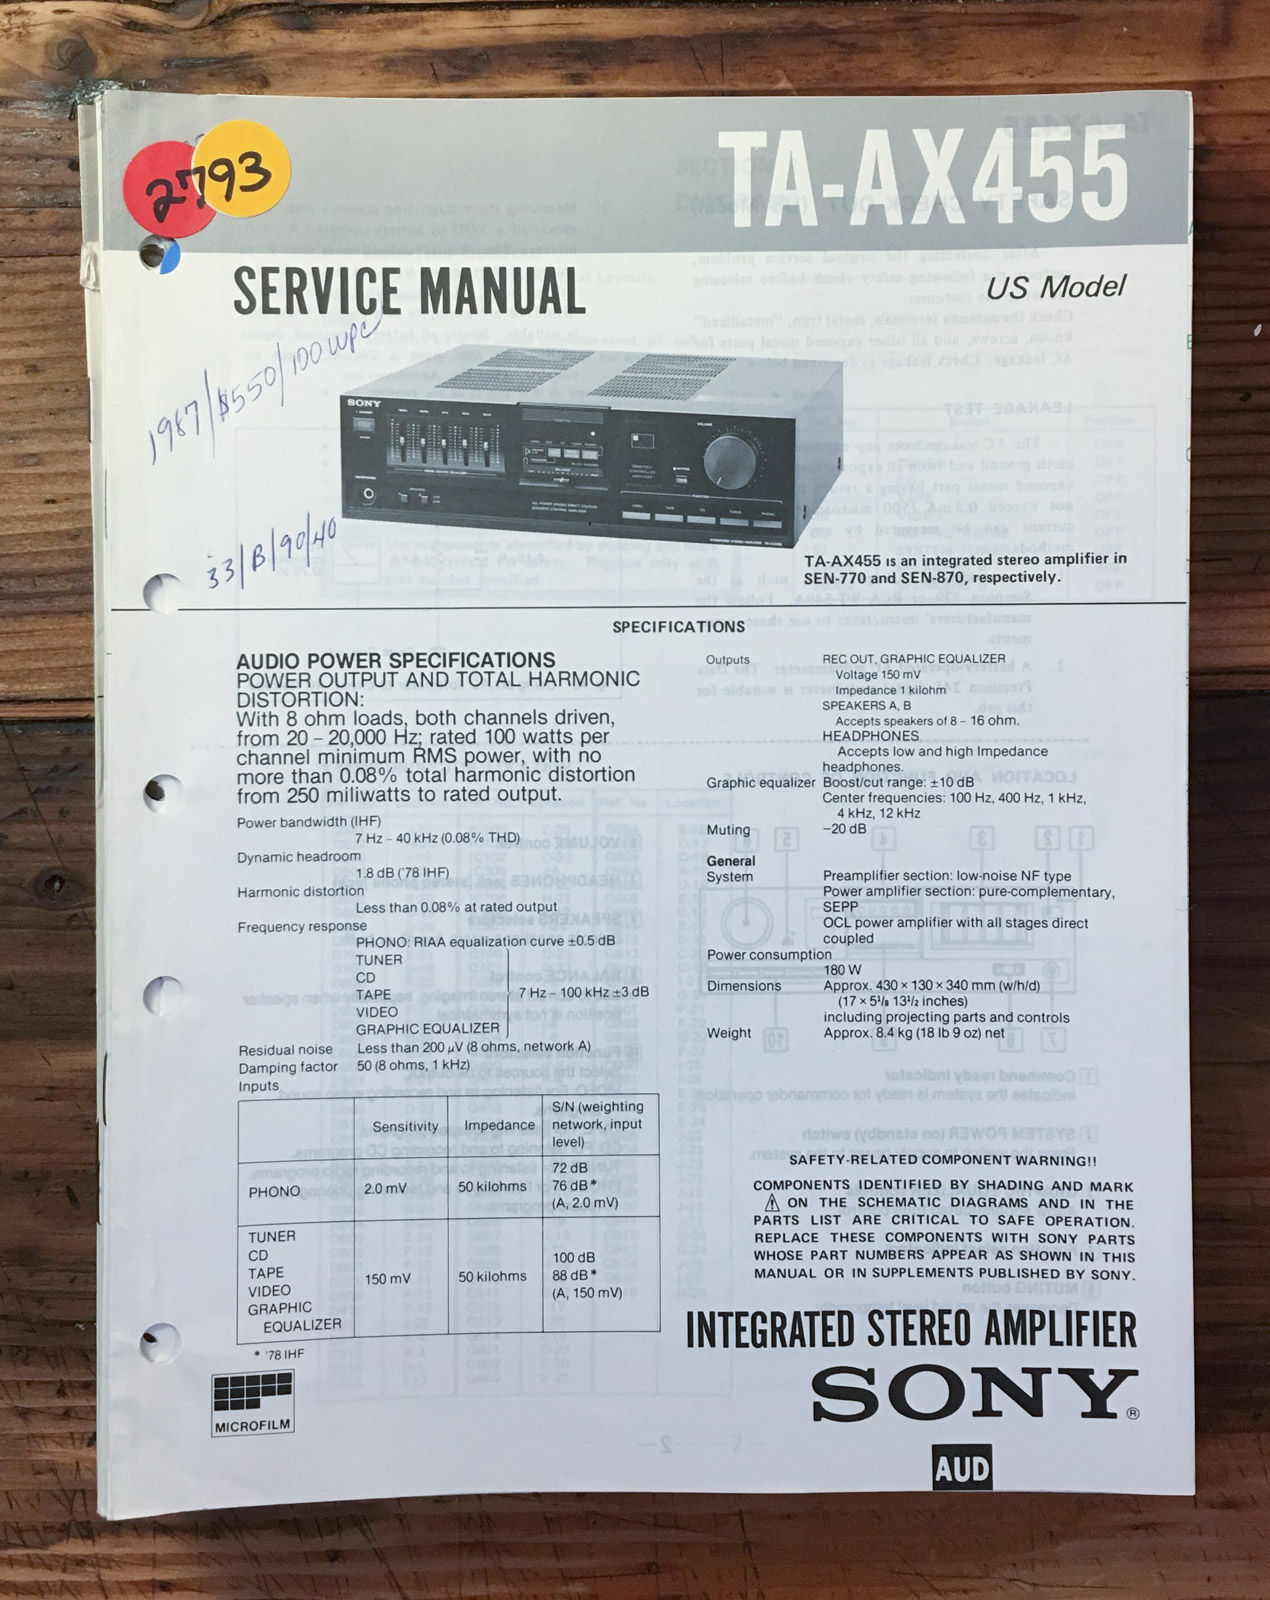 2793
TA-AX455
SERVICE MANUAL
US Model
1987/$550/100wpc
33/B/90/40
SONY
TA-AX455 is an integrated stereo amplifier in
SEN-770 and SEN-870, respectively.
SPECIFICATIONS
AUDIO POWER SPECIFICATIONS
POWER OUTPUT AND TOTAL HARMONIC
DISTORTION:
With 8 ohm loads, both channels driven,
from 20 – 20,000 Hz; rated 100 watts per
channel minimum RMS power, with no
more than 0.08% total harmonic distortion
from 250 miliwatts to rated output.
Power bandwidth (IHF)
7 Hz – 40 kHz (0.08% THD)
Dynamic headroom
1.8 dB ('78 IHF)
Harmonic distortion
Less than 0.08% at rated output
Frequency response
PHONO: RIAA equalization curve ±0.5 dB
TUNER
CD
TAPE 7 Hz – 100 kHz ±3 dB
VIDEO
GRAPHIC EQUALIZER
Residual noise Less than 200 μV (8 ohms, network A)
Damping factor 50 (8 ohms, 1 kHz)
Inputs
Sensitivity Impedance S/N (weighting
network, input
level)
PHONO 2.0 mV 50 kilohms 72 dB
76 dB*
(A, 2.0 mV)
TUNER
CD
TAPE
VIDEO
GRAPHIC
EQUALIZER
150 mV 50 kilohms 100 dB
88 dB*
(A, 150 mV)
* '78 IHF
MICROFILM
Outputs REC OUT, GRAPHIC EQUALIZER
Voltage 150 mV
Impedance 1 kilohm
SPEAKERS A, B
Accepts speakers of 8 – 16 ohm.
HEADPHONES
Accepts low and high Impedance
headphones.
Graphic equalizer Boost/cut range: ±10 dB
Center frequencies: 100 Hz, 400 Hz, 1 kHz,
4 kHz, 12 kHz
Muting −20 dB
General
System Preamplifier section: low-noise NF type
Power amplifier section: pure-complementary,
SEPP
OCL power amplifier with all stages direct
coupled
Power consumption
180 W
Dimensions Approx. 430 × 130 × 340 mm (w/h/d)
(17 × 5 1/8 13 1/2 inches)
including projecting parts and controls
Weight Approx. 8.4 kg (18 lb 9 oz) net
SAFETY-RELATED COMPONENT WARNING!!
COMPONENTS IDENTIFIED BY SHADING AND MARK
⚠ ON THE SCHEMATIC DIAGRAMS AND IN THE
PARTS LIST ARE CRITICAL TO SAFE OPERATION.
REPLACE THESE COMPONENTS WITH SONY PARTS
WHOSE PART NUMBERS APPEAR AS SHOWN IN THIS
MANUAL OR IN SUPPLEMENTS PUBLISHED BY SONY.
INTEGRATED STEREO AMPLIFIER
SONY®
AUD